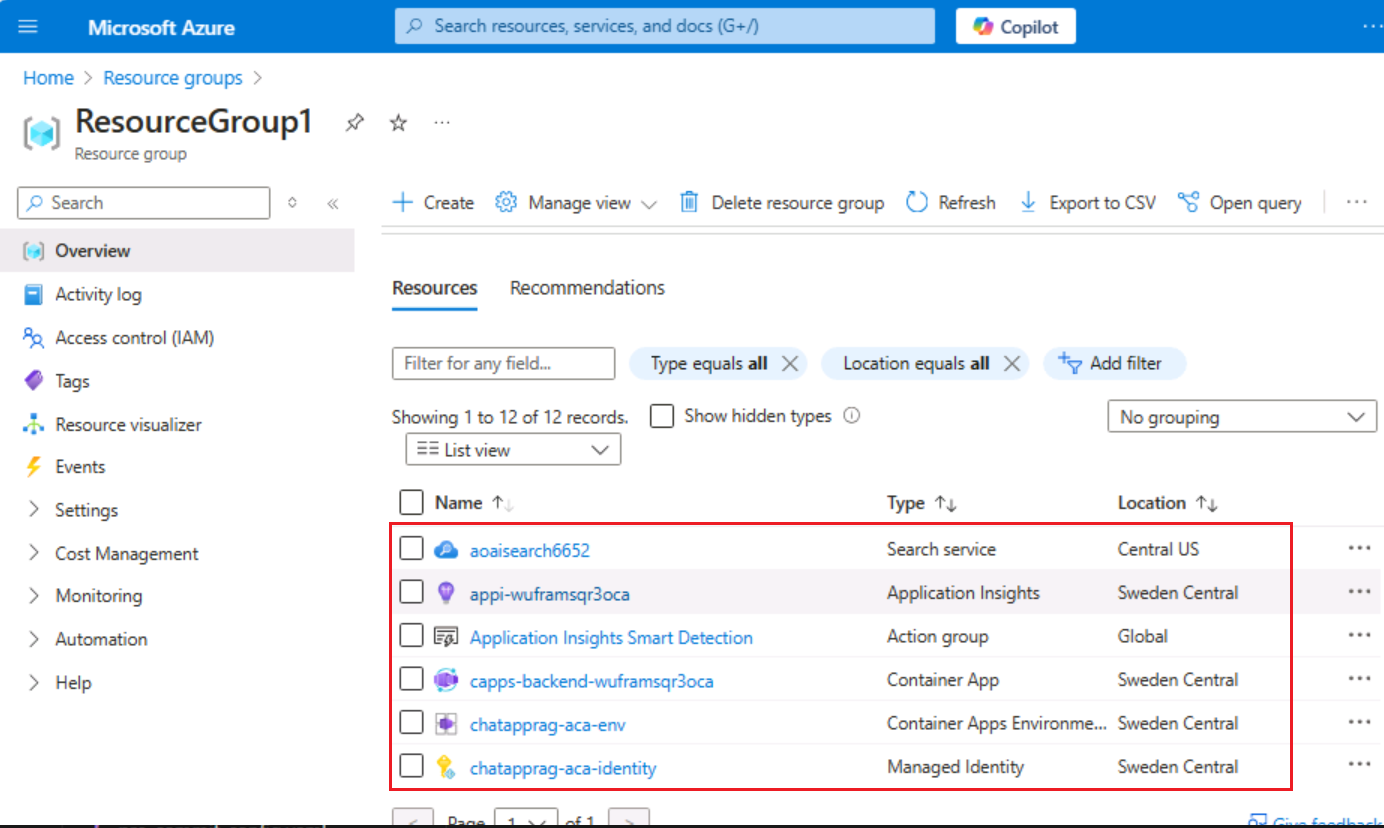 Microsoft Azure
Search resources, services, and docs (G+/)
Copilot
Home > Resource groups >
ResourceGroup1
Resource group
Search
Create
Manage view
Delete resource group
Refresh
Export to CSV
Open query
Overview
Activity log
Access control (IAM)
Tags
Resource visualizer
Events
Settings
Cost Management
Monitoring
Automation
Help
Resources
Recommendations
Filter for any field...
Type equals all
Location equals all
Add filter
Showing 1 to 12 of 12 records.
Show hidden types
No grouping
List view
Name Type Location
aoaisearch6652 Search service Central US
appi-wuframsqr3oca Application Insights Sweden Central
Application Insights Smart Detection Action group Global
capps-backend-wuframsqr3oca Container App Sweden Central
chatapprag-aca-env Container Apps Environme... Sweden Central
chatapprag-aca-identity Managed Identity Sweden Central
< Page 1 of 1 >
Give feedback